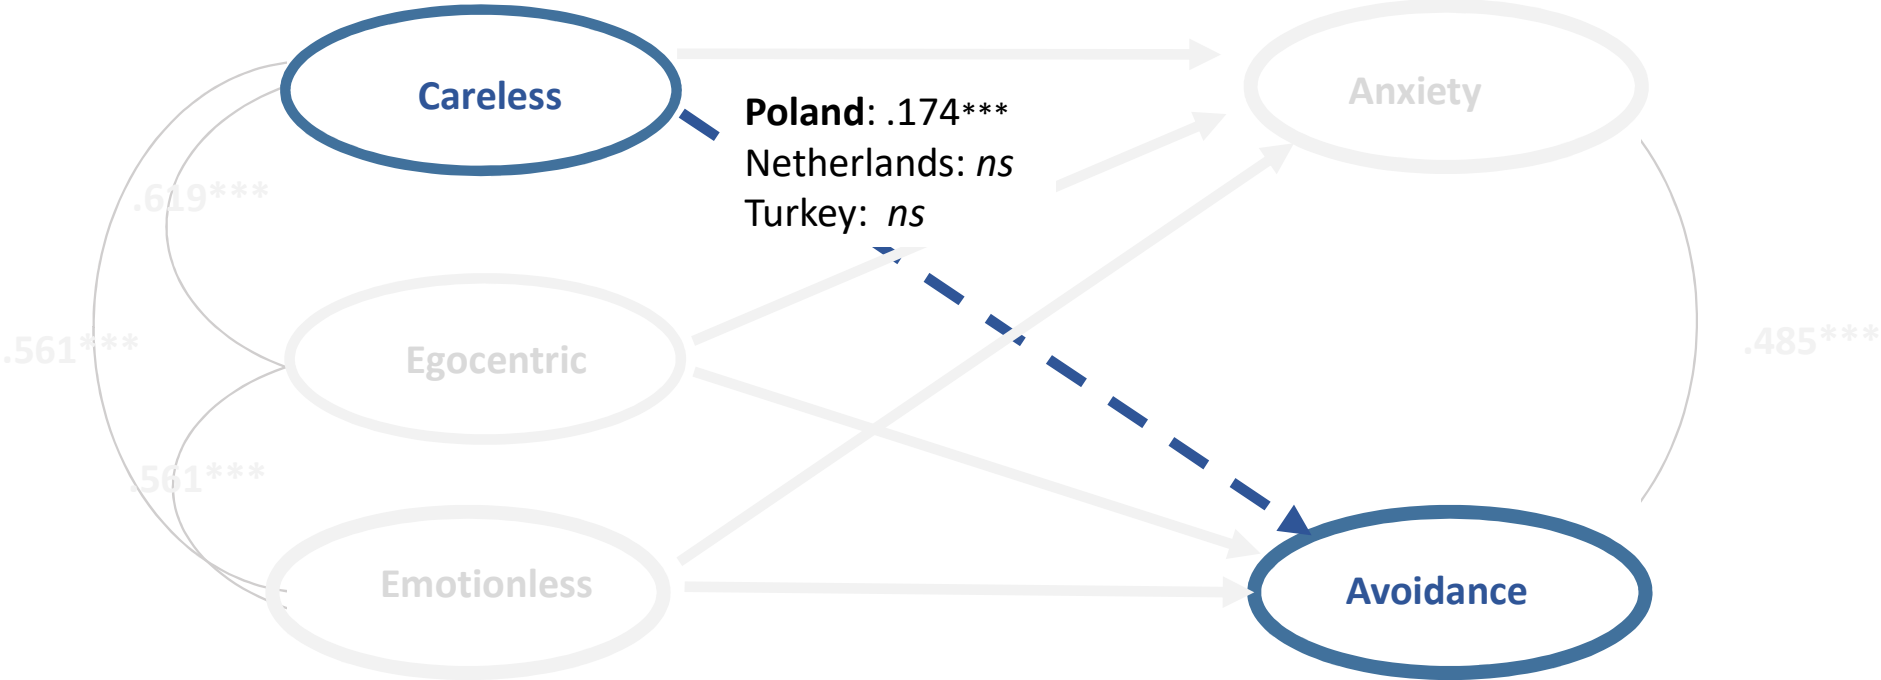 Careless
Anxiety
Poland: .174***
Netherlands: ns
Turkey: ns
.619***
.561***
Egocentric
.485***
.561***
Emotionless
Avoidance